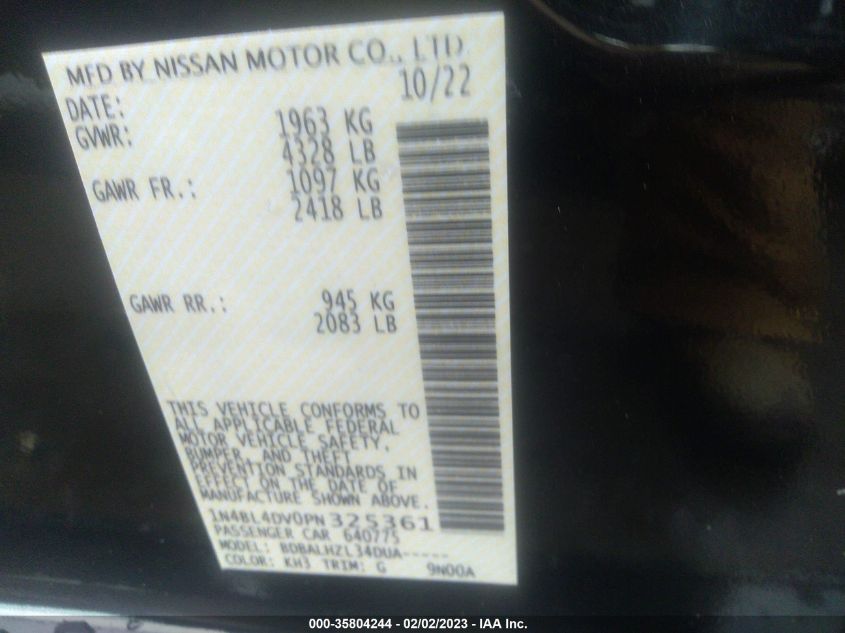 MFD BY NISSAN MOTOR CO., LTD.
DATE: 10/22
GVWR: 1963 KG
4328 LB
GAWR FR.: 1097 KG
2418 LB
GAWR RR.: 945 KG
2083 LB
THIS VEHICLE CONFORMS TO
ALL APPLICABLE FEDERAL
MOTOR VEHICLE SAFETY,
BUMPER, AND THEFT
PREVENTION STANDARDS IN
EFFECT ON THE DATE OF
MANUFACTURE SHOWN ABOVE.
1N4BL4DV0PN325361
PASSENGER CAR 640775
MODEL: BDBALHZL34DUA-----
COLOR: KH3 TRIM: G 9N00A
000-35804244 - 02/02/2023 - IAA Inc.